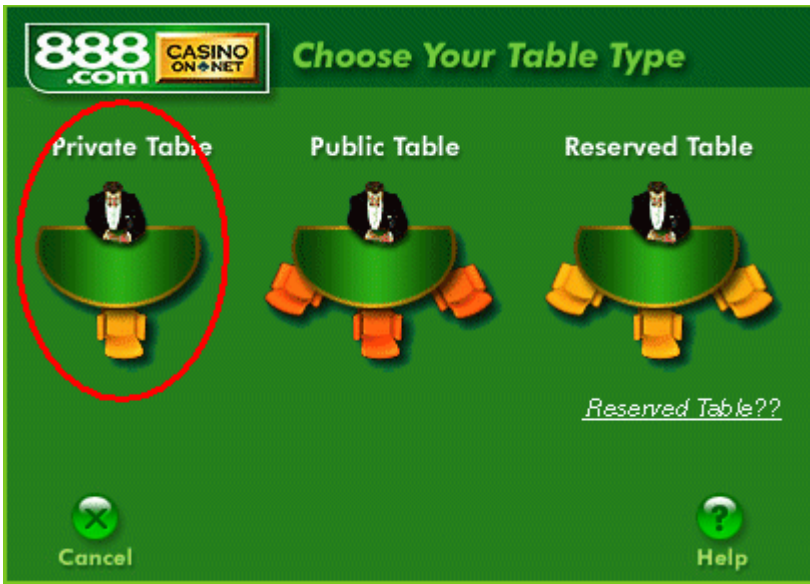 888 CASINO
.com ON NET
Choose Your Table Type
Private Table
Public Table
Reserved Table
Reserved Table??
Cancel
Help